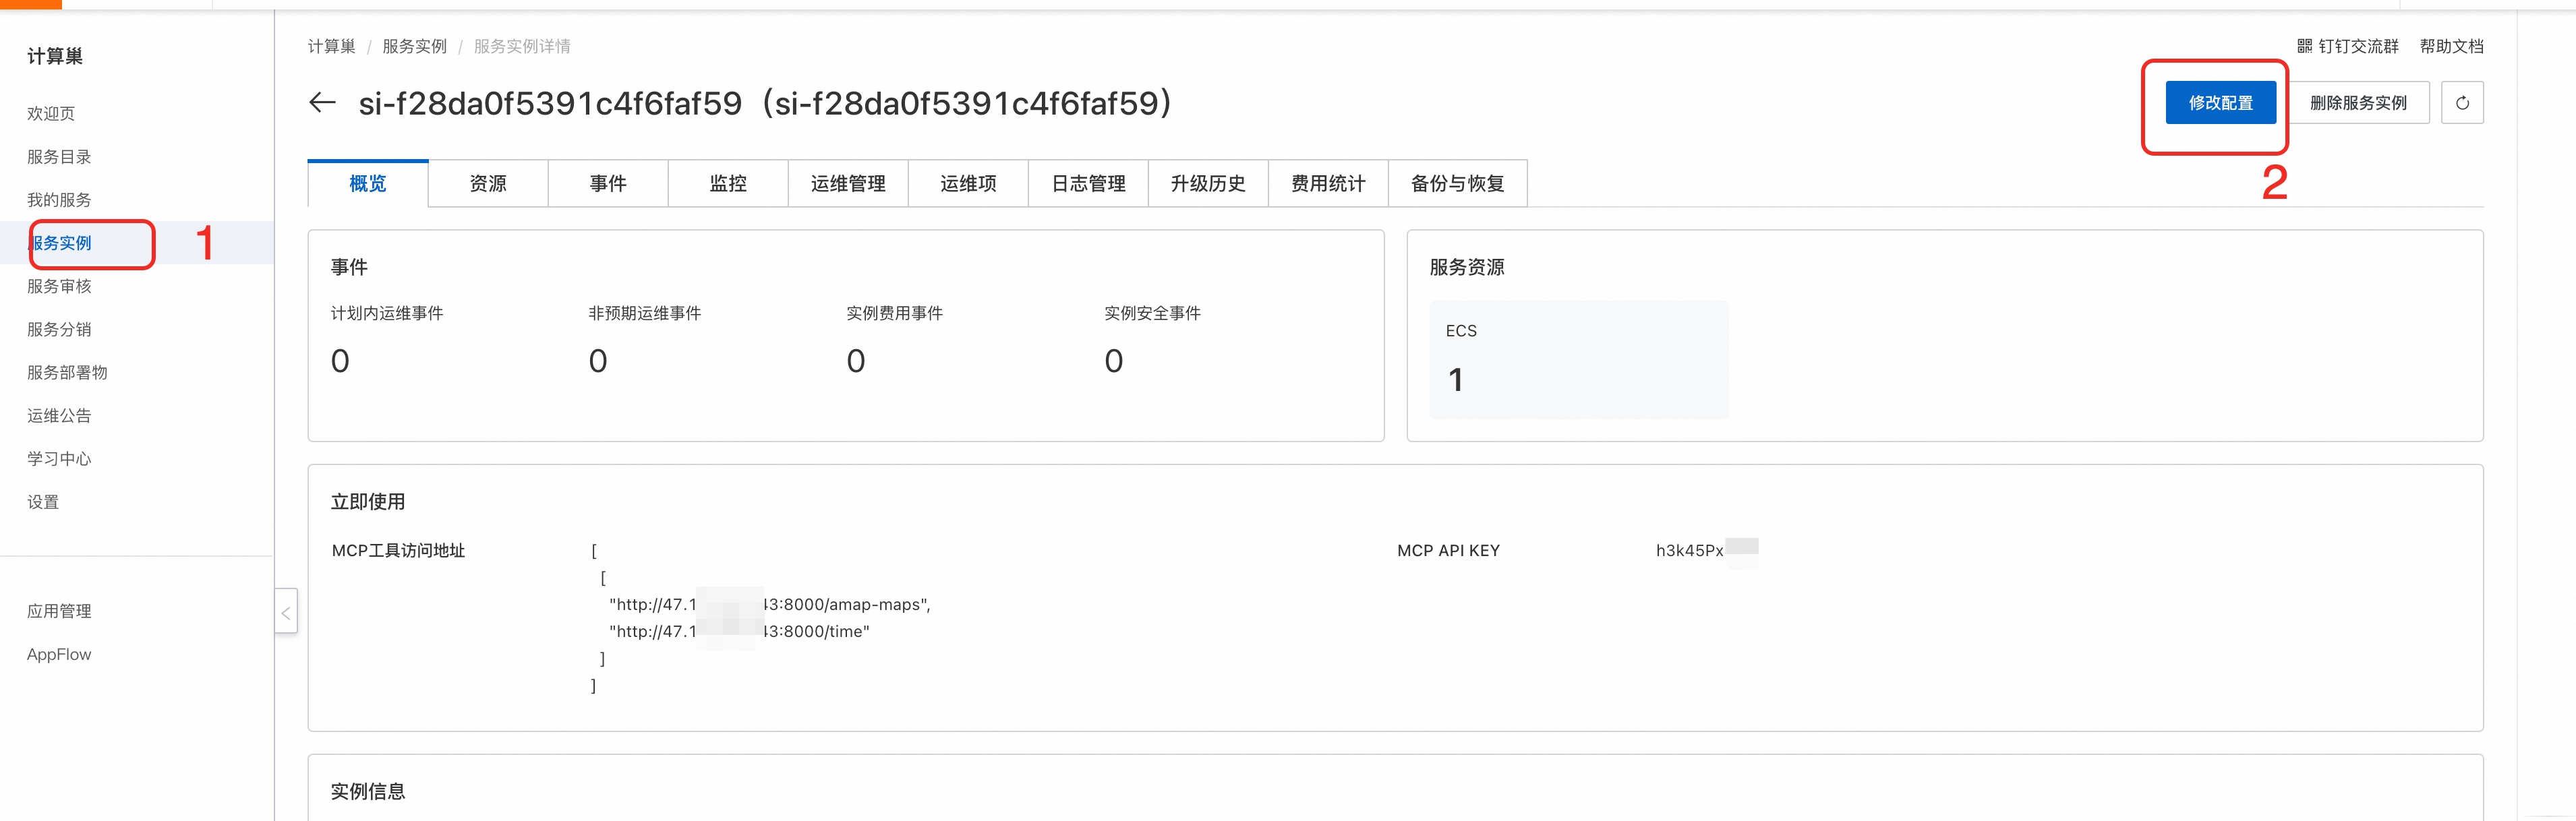 计算巢
欢迎页
服务目录
我的服务
服务实例
1
服务审核
服务分销
服务部署物
运维公告
学习中心
设置
应用管理
AppFlow
计算巢 / 服务实例 / 服务实例详情
钉钉交流群 帮助文档
← si-f28da0f5391c4f6faf59（si-f28da0f5391c4f6faf59）
修改配置 删除服务实例
2
概览 资源 事件 监控 运维管理 运维项 日志管理 升级历史 费用统计 备份与恢复
事件
计划内运维事件 非预期运维事件 实例费用事件 实例安全事件
0 0 0 0
服务资源
ECS
1
立即使用
MCP工具访问地址
[
[
"http://47.1 43:8000/amap-maps",
"http://47.1 43:8000/time"
]
]
MCP API KEY h3k45Px
实例信息